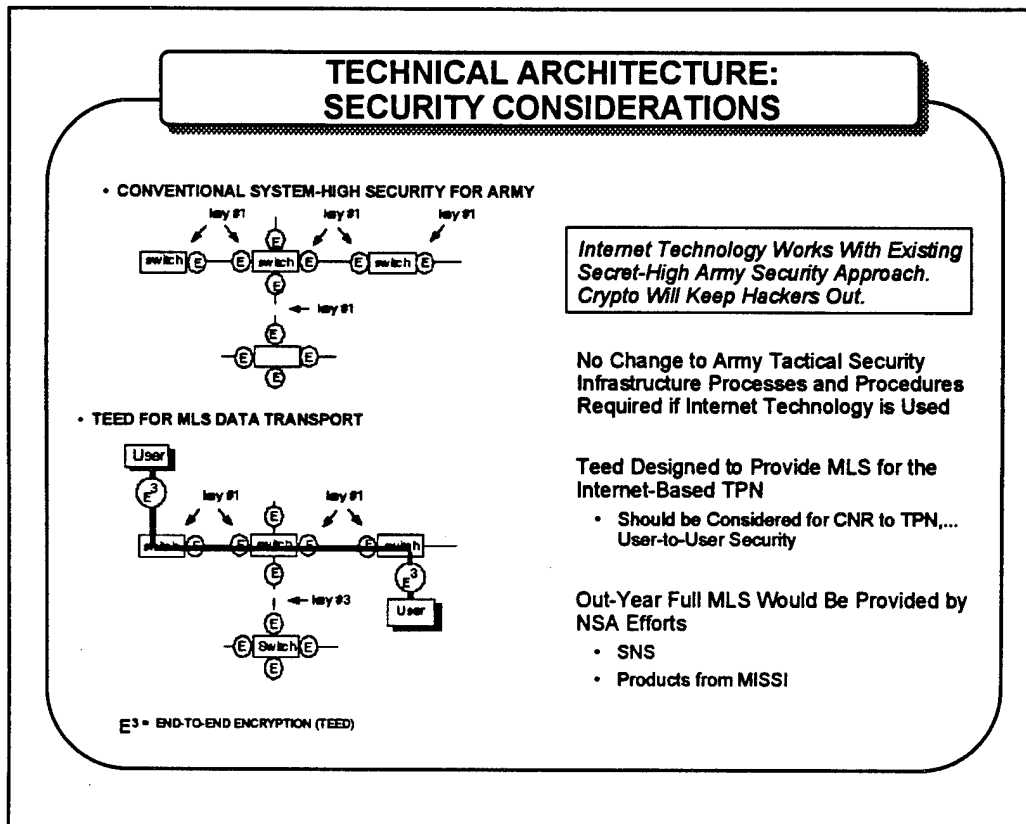 TECHNICAL ARCHITECTURE:
SECURITY CONSIDERATIONS
• CONVENTIONAL SYSTEM-HIGH SECURITY FOR ARMY
key #1 key #1 key #1
E
switch E E switch E E switch E
E
key #1
E
E E
E
• TEED FOR MLS DATA TRANSPORT
User
E3
key #1 key #1
E
switch E E switch E E switch
E
E3
key #3
User
E
E Switch E
E
E3 = END-TO-END ENCRYPTION (TEED)
Internet Technology Works With Existing
Secret-High Army Security Approach.
Crypto Will Keep Hackers Out.
No Change to Army Tactical Security
Infrastructure Processes and Procedures
Required if Internet Technology is Used
Teed Designed to Provide MLS for the
Internet-Based TPN
• Should be Considered for CNR to TPN,...
User-to-User Security
Out-Year Full MLS Would Be Provided by
NSA Efforts
• SNS
• Products from MISSI